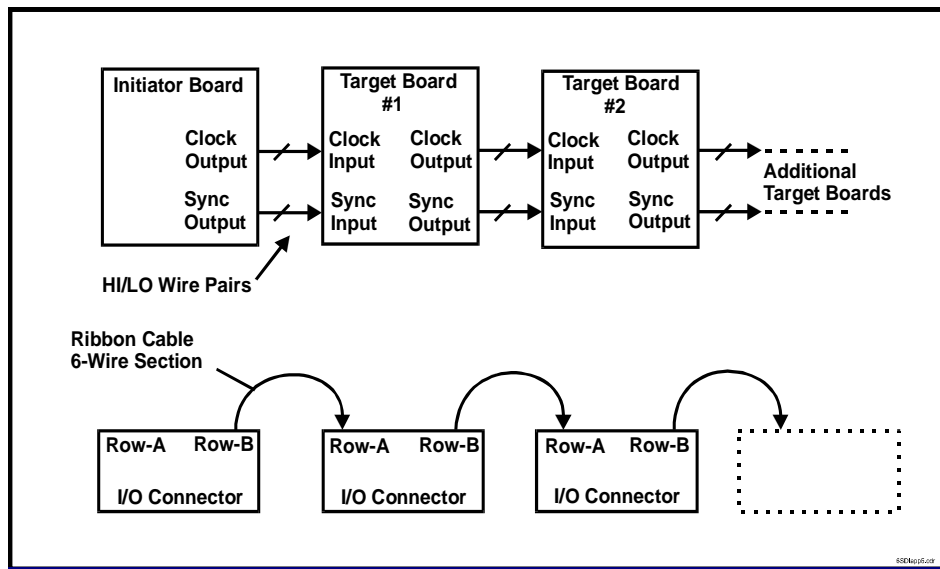 Initiator Board
Clock
Output
Sync
Output
Target Board
#1
Clock
Input
Clock
Output
Sync
Input
Sync
Output
Target Board
#2
Clock
Input
Clock
Output
Sync
Input
Sync
Output
Additional
Target Boards
HI/LO Wire Pairs
Ribbon Cable
6-Wire Section
Row-A Row-B
I/O Connector
Row-A Row-B
I/O Connector
Row-A Row-B
I/O Connector
6SDIapp5.cdr